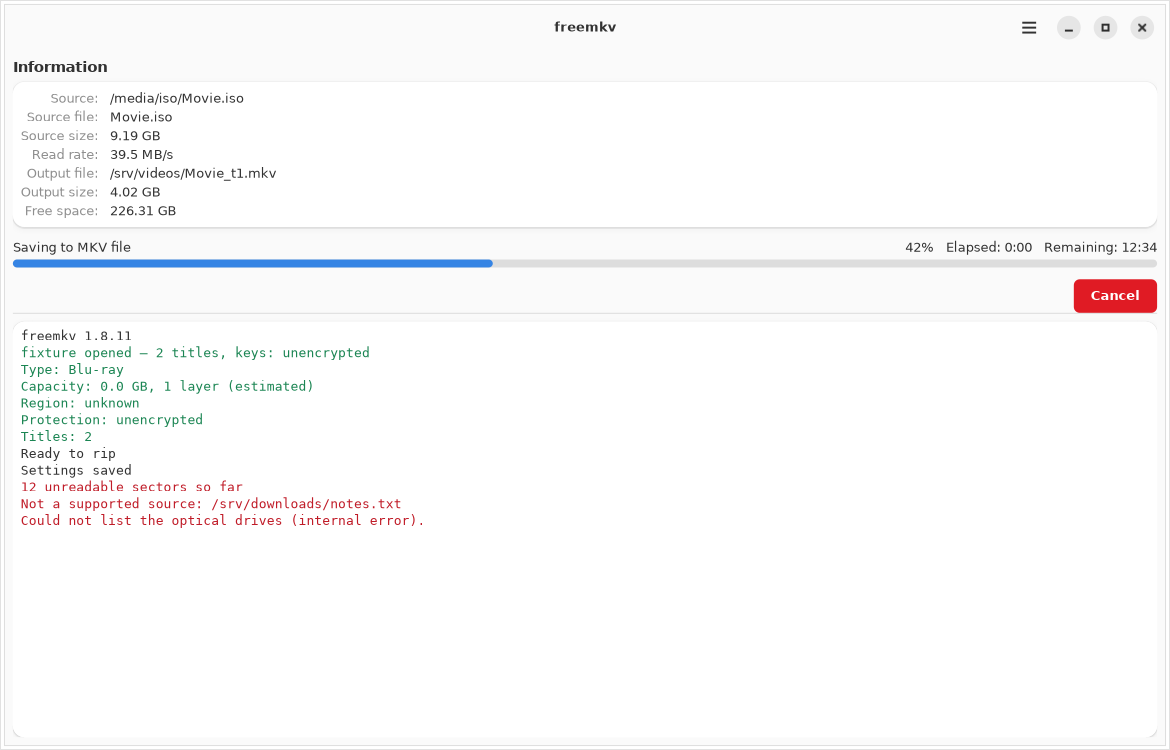 freemkv
Information
Source: /media/iso/Movie.iso
Source file: Movie.iso
Source size: 9.19 GB
Read rate: 39.5 MB/s
Output file: /srv/videos/Movie_t1.mkv
Output size: 4.02 GB
Free space: 226.31 GB
Saving to MKV file 42% Elapsed: 0:00 Remaining: 12:34
Cancel
freemkv 1.8.11
fixture opened — 2 titles, keys: unencrypted
Type: Blu-ray
Capacity: 0.0 GB, 1 layer (estimated)
Region: unknown
Protection: unencrypted
Titles: 2
Ready to rip
Settings saved
12 unreadable sectors so far
Not a supported source: /srv/downloads/notes.txt
Could not list the optical drives (internal error).